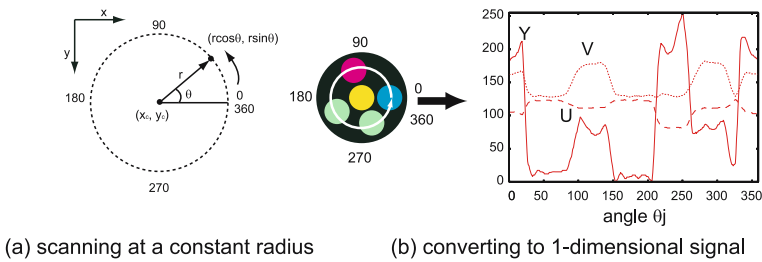 x
y
90
(rcosθ, rsinθ)
r
θ
180
0
360
(xc, yc)
270
(a) scanning at a constant radius
90
180
0
360
270
250
200
150
100
50
0
Y
V
U
0 50 100 150 200 250 300
angle θj
(b) converting to 1-dimensional signal